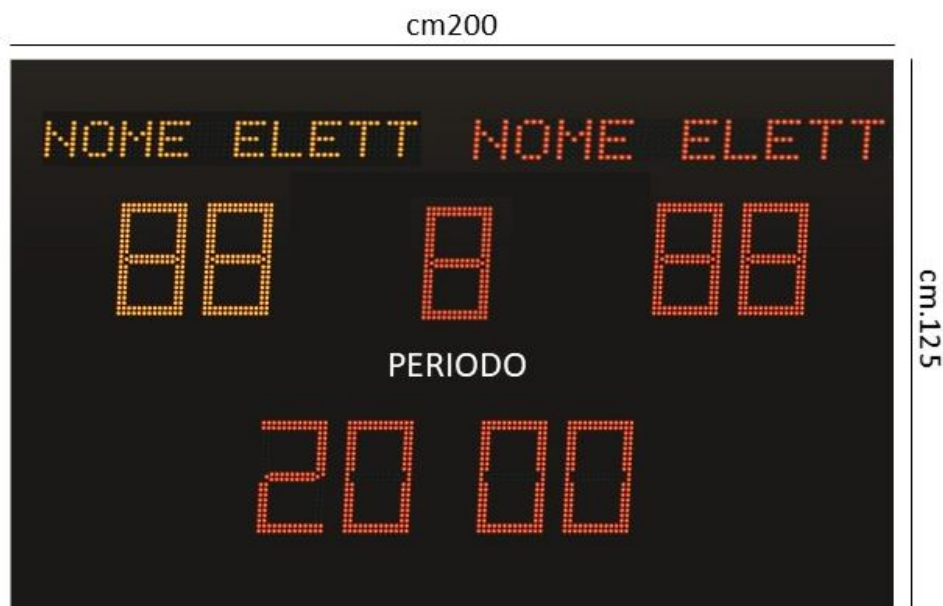 cm200
NOME ELETT NOME ELETT
88 8 88
PERIODO
20 00
cm.125